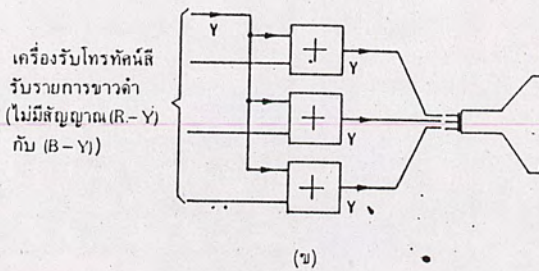 Y
เครื่องรับโทรทัศน์สี
รับรายการขาวดำ
(ไม่มีสัญญาณ (R-Y)
กับ (B-Y))
+
Y
+
Y
+
Y
(ข)